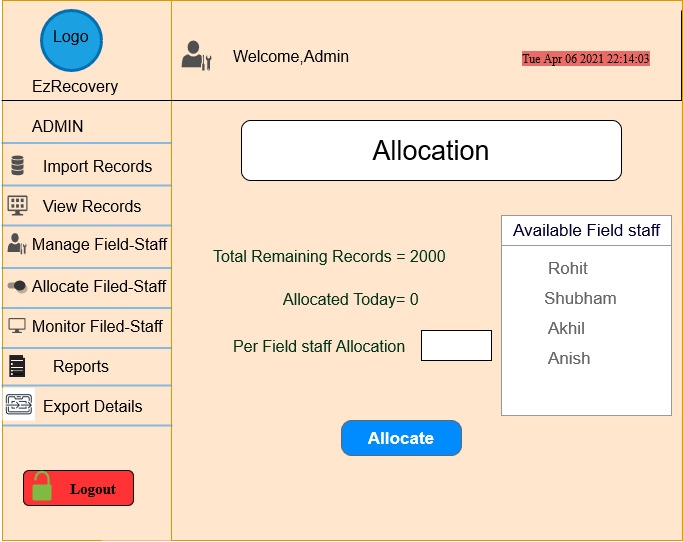 Logo
EzRecovery
Welcome,Admin
Tue Apr 06 2021 22:14:03
ADMIN
Import Records
View Records
Manage Field-Staff
Allocate Filed-Staff
Monitor Filed-Staff
Reports
Export Details
Logout
Allocation
Total Remaining Records = 2000
Allocated Today= 0
Per Field staff Allocation
Allocate
Available Field staff
Rohit
Shubham
Akhil
Anish